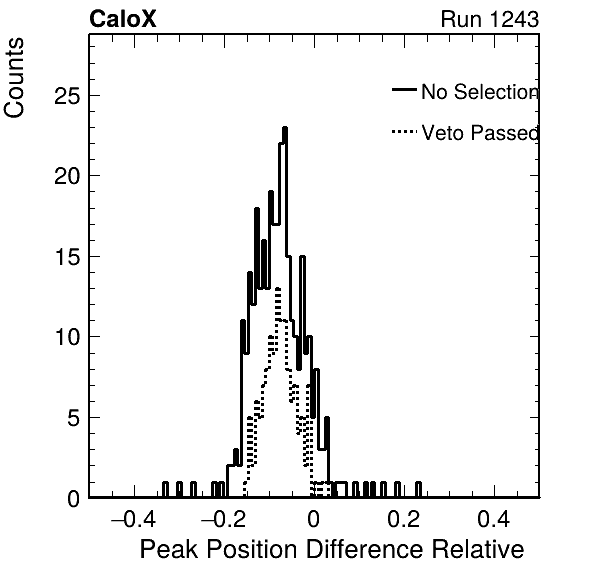 CaloX Run 1243
Counts
No Selection
Veto Passed
25
20
15
10
5
0
−0.4 −0.2 0 0.2 0.4
Peak Position Difference Relative